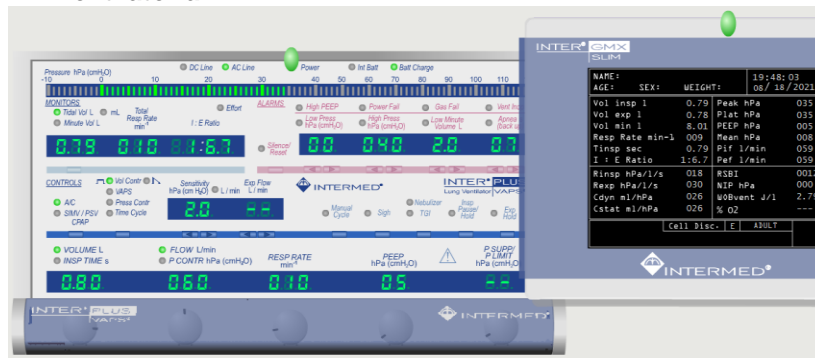 INTER® GMX
SLIM
Pressure hPa (cmH₂O)
DC Line AC Line Power Int Batt Batt Charge
-10 0 10 20 30 40 50 60 70 80 90 100 110
MONITORS
Tidal Vol L mL Total Resp Rate min⁻¹ I : E Ratio Effort
Minute Vol L
ALARMS High PEEP Power Fail Gas Fail
Low Press hPa (cmH₂O) High Press hPa (cmH₂O) Low Minute Volume L Apnea
0.79 010 1:6.7 Silence/ Reset 00 040 2.0
CONTROLS Vol Contr Sensitivity hPa (cm H₂O) L / min Exp Flow L / min
VAPS
A/C Press Contr
SIMV / PSV Time Cycle
CPAP
2.0 -.-
INTERMED® INTER® PLUS
Lung Ventilator VAPS
Manual Cycle Sigh Nebulizer TGI Insp Pause/ Hold Exp Hold
VOLUME L FLOW L/min RESP RATE min⁻¹ PEEP hPa (cmH₂O) P SUPP/ P LIMIT hPa (cmH₂O)
INSP TIME s P CONTR hPa (cmH₂O)
0.80 060 010 05 --
INTER® PLUS
VAPS®
INTERMED®
NAME: 19:48:03
AGE: SEX: WEIGHT: 08/ 18/2021
Vol insp l 0.79 Peak hPa 035
Vol exp l 0.78 Plat hPa 035
Vol min l 8.01 PEEP hPa 005
Resp Rate min-1 009 Mean hPa 008
Tinsp sec 0.79 Pif l/min 059
I : E Ratio 1:6.7 Pef l/min 059
Rinsp hPa/l/s 018 RSBI
Rexp hPa/l/s 030 NIP hPa 000
Cdyn ml/hPa 026 WOBvent J/l
Cstat ml/hPa 026 % O2 ---
Cell Disc. E ADULT
INTERMED®